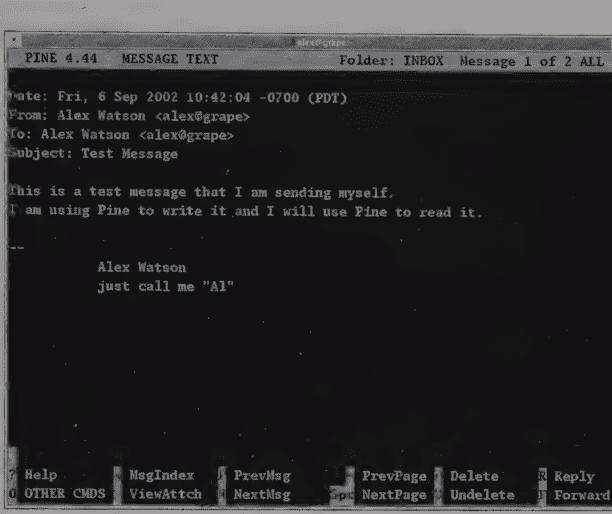 alex@grape
PINE 4.44 MESSAGE TEXT Folder: INBOX Message 1 of 2 ALL
Date: Fri, 6 Sep 2002 10:42:04 -0700 (PDT)
From: Alex Watson <alex@grape>
To: Alex Watson <alex@grape>
Subject: Test Message
This is a test message that I am sending myself.
I am using Pine to write it and I will use Pine to read it.
--
Alex Watson
just call me "Al"
? Help MsgIndex PrevMsg PrevPage Delete R Reply
O OTHER CMDS ViewAttch NextMsg Spc NextPage Undelete Forward